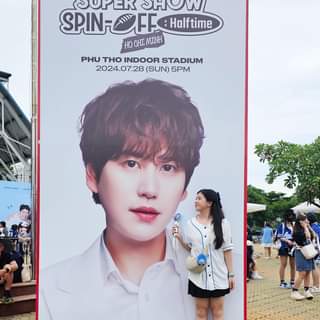 SUPER SHOW
SPIN-OFF : Halftime
HO CHI MINH
PHU THO INDOOR STADIUM
2024.07.28 (SUN) 5PM